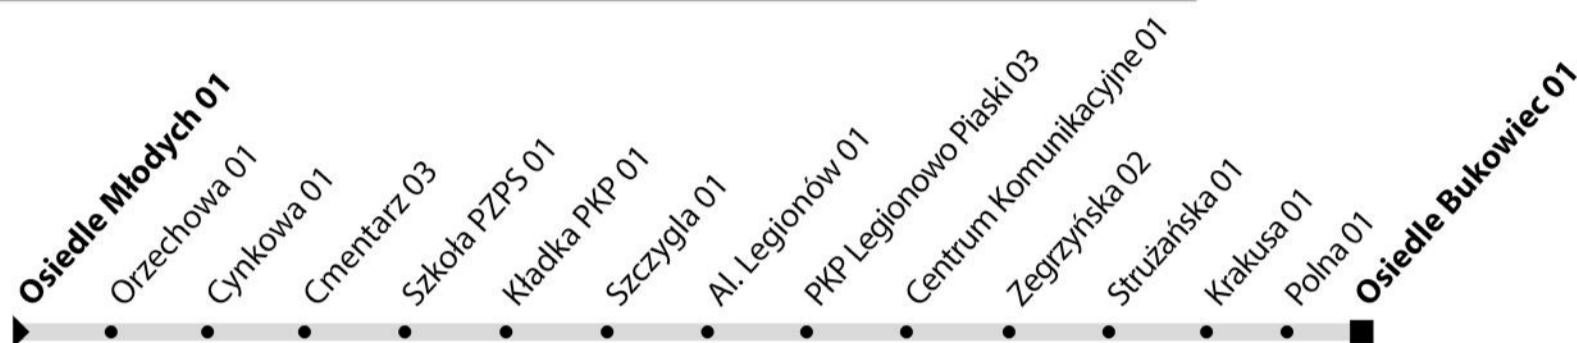 Osiedle Młodych 01
Orzechowa 01
Cynkowa 01
Cmentarz 03
Szkoła PZPS 01
Kładka PKP 01
Szczygla 01
Al. Legionów 01
PKP Legionowo Piaski 03
Centrum Komunikacyjne 01
Zegrzyńska 02
Strużańska 01
Krakusa 01
Polna 01
Osiedle Bukowiec 01